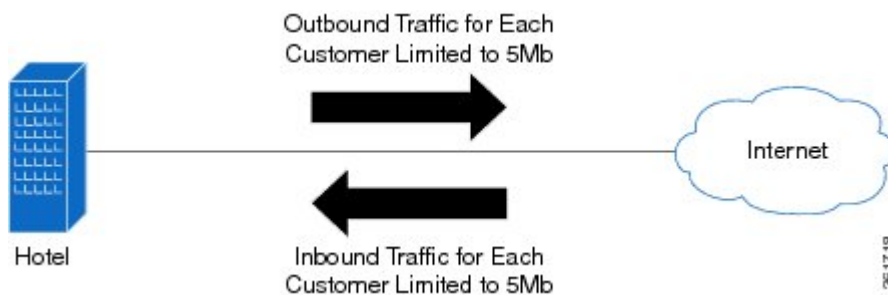 Outbound Traffic for Each
Customer Limited to 5Mb
Internet
Hotel
Inbound Traffic for Each
Customer Limited to 5Mb